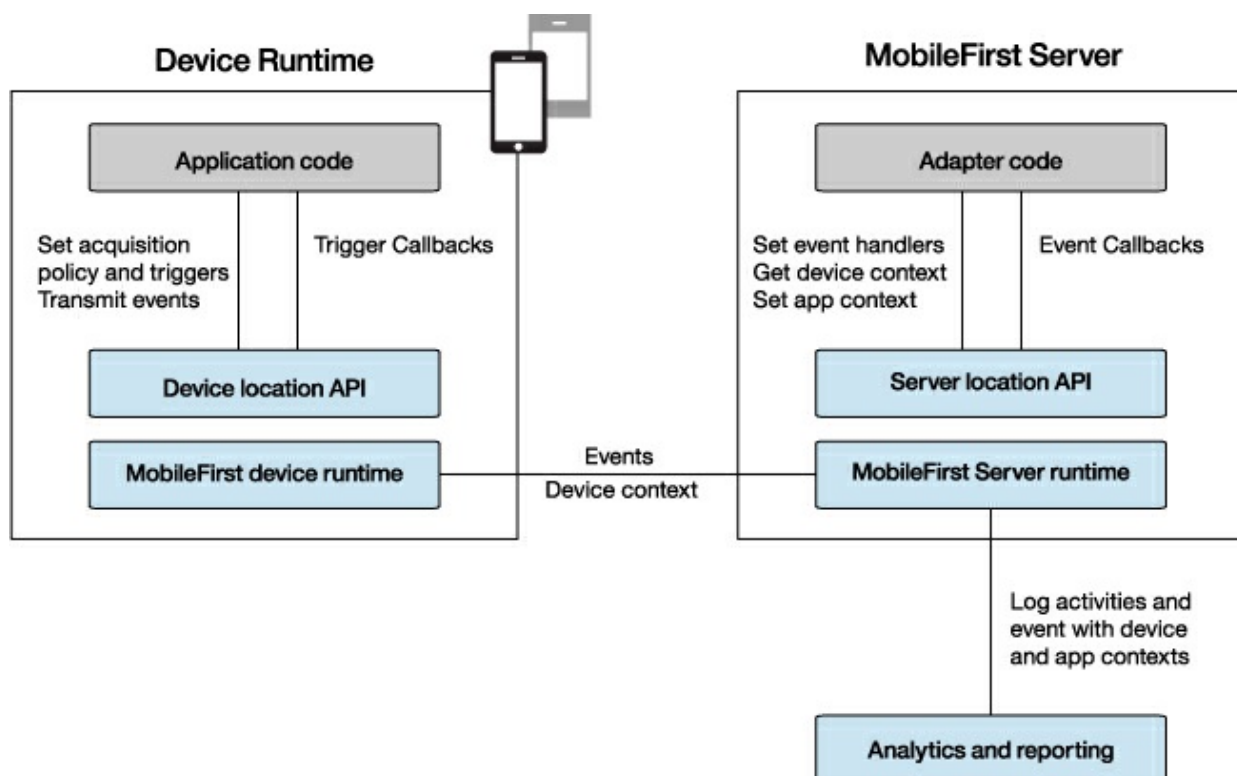 Device Runtime
MobileFirst Server
Application code
Set acquisition
policy and triggers
Transmit events
Trigger Callbacks
Device location API
MobileFirst device runtime
Events
Device context
Adapter code
Set event handlers
Get device context
Set app context
Event Callbacks
Server location API
MobileFirst Server runtime
Log activities and
event with device
and app contexts
Analytics and reporting